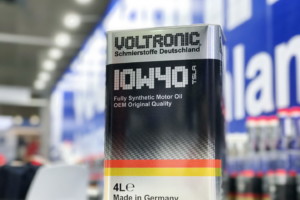 VOLTRONIC
Schmierstoffe Deutschland
10W40
Fully Synthetic Motor Oil
OEM Original Quality
4L℮
Made in Germany